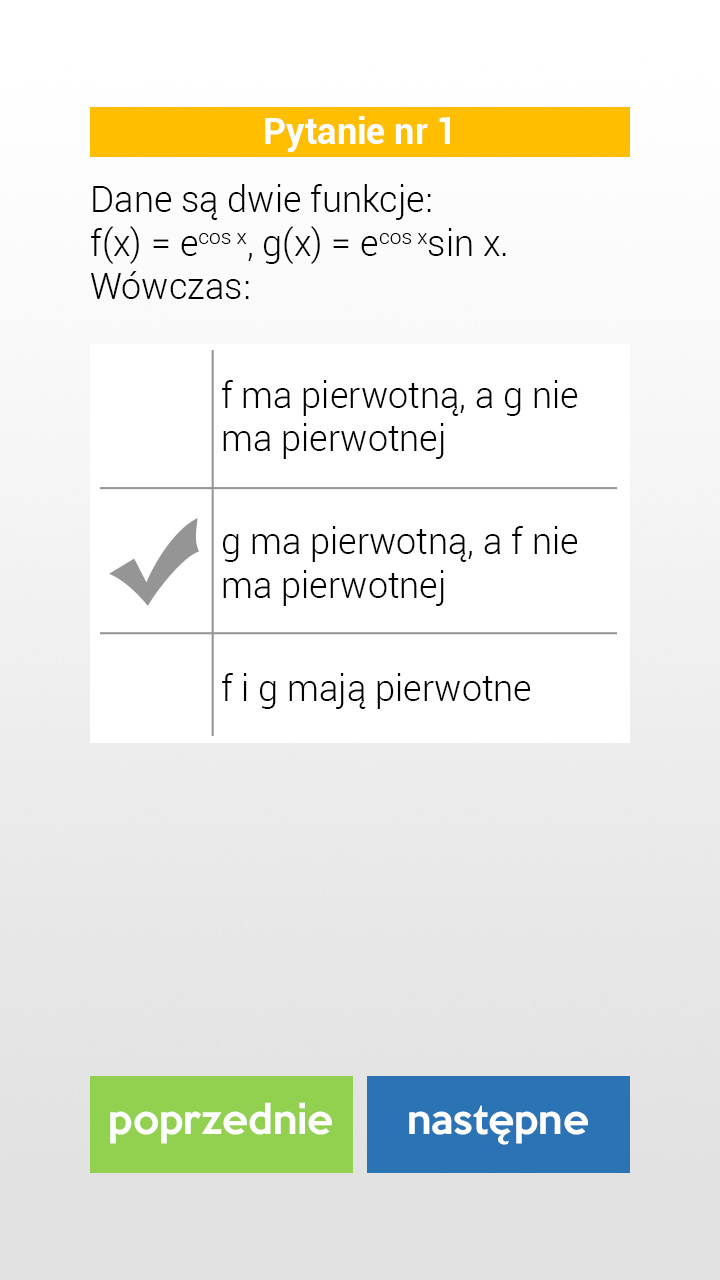 Pytanie nr 1
Dane są dwie funkcje:
f(x) = e^cos x, g(x) = e^cos x sin x.
Wówczas:
f ma pierwotną, a g nie
ma pierwotnej
g ma pierwotną, a f nie
ma pierwotnej
f i g mają pierwotne
poprzednie
następne